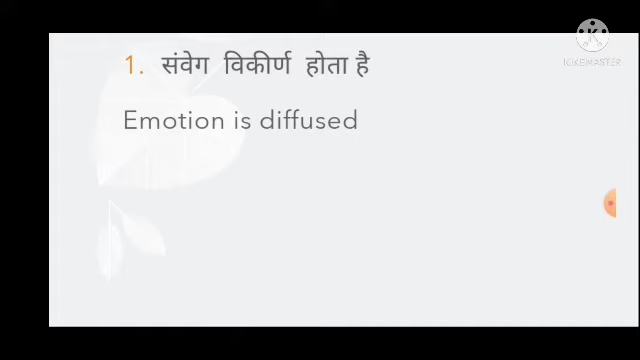 KINEMASTER
1. संवेग विकीर्ण होता है
Emotion is diffused